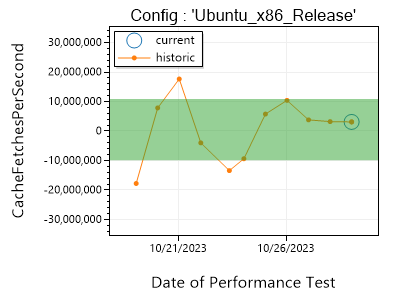 Config : 'Ubuntu_x86_Release'
current
historic
CacheFetchesPerSecond
30,000,000
20,000,000
10,000,000
0
-10,000,000
-20,000,000
-30,000,000
10/21/2023
10/26/2023
Date of Performance Test